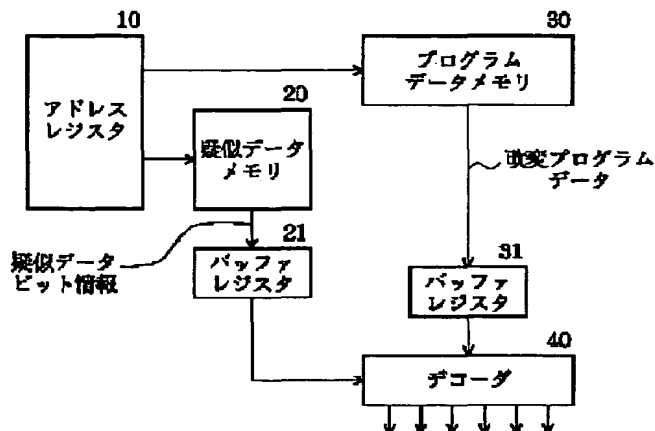 10
アドレス
レジスタ
20
疑似データ
メモリ
30
プログラム
データメモリ
改変プログラム
データ
疑似データ
ビット情報
21
バッファ
レジスタ
31
バッファ
レジスタ
40
デコーダ